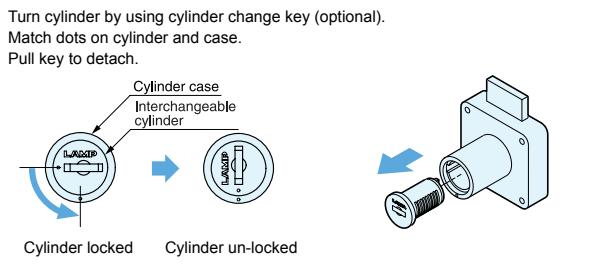 Turn cylinder by using cylinder change key (optional).
Match dots on cylinder and case.
Pull key to detach.
Cylinder case
Interchangeable
cylinder
LAMP
LAMP
LAMP
Cylinder locked
Cylinder un-locked